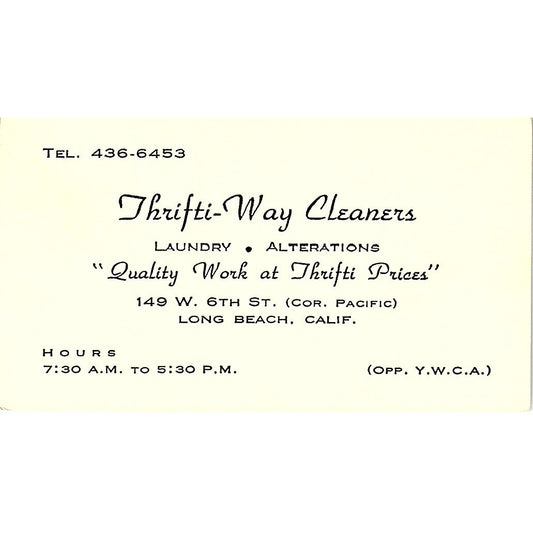 TEL. 436-6453
Thrifti-Way Cleaners
LAUNDRY • ALTERATIONS
"Quality Work at Thrifti Prices"
149 W. 6TH ST. (COR. PACIFIC)
LONG BEACH, CALIF.
HOURS
7:30 A.M. TO 5:30 P.M.
(OPP. Y.W.C.A.)